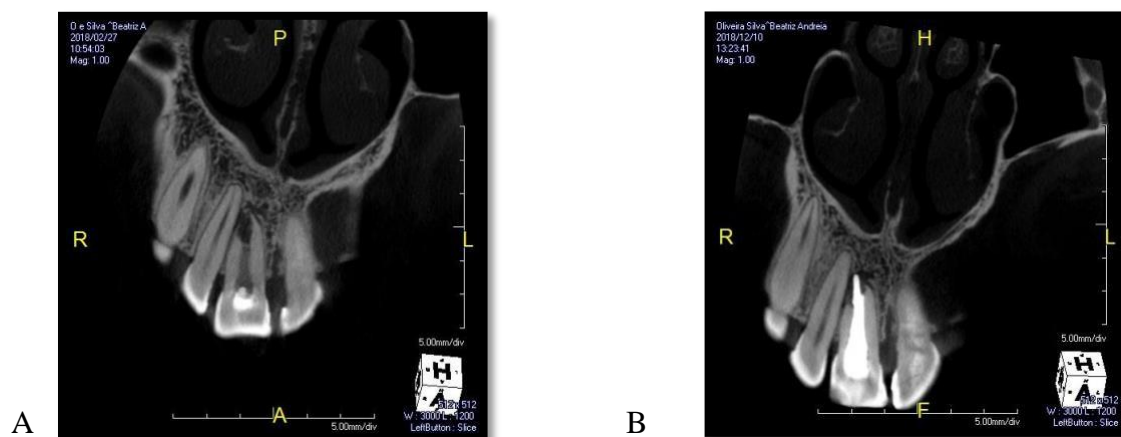 O e Silva ^Beatriz A
2018/02/27
10:54:03
Mag: 1.00
P
R
L
5.00mm/div
H
A
512 x 512
W : 3000 L : 1200
LeftButton : Slice
A
5.00mm/div
A
Oliveira Silva^Beatriz Andreia
2018/12/10
13:23:41
Mag: 1.00
H
R
L
5.00mm/div
H
A
512 x 512
W : 3000 L : 1200
LeftButton : Slice
F
5.00mm/div
B